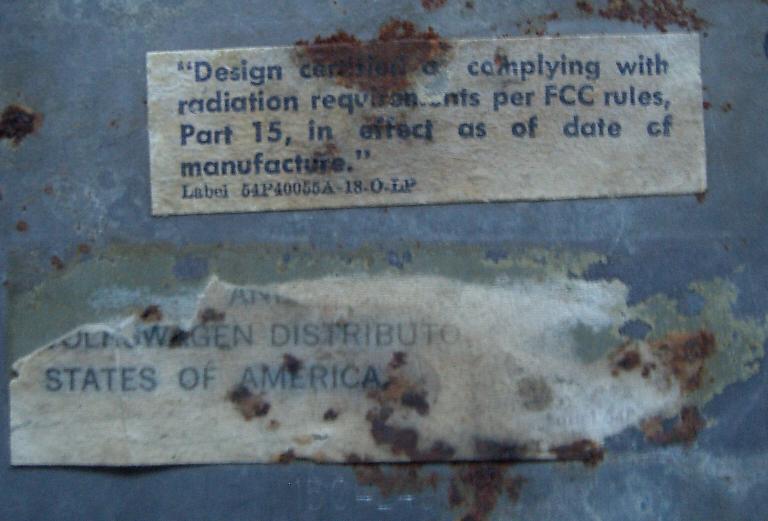 "Design certified as complying with
radiation requirements per FCC rules,
Part 15, in effect as of date of
manufacture."
Label 54P40055A-18-O-LP
VOLKSWAGEN DISTRIBUTO
STATES OF AMERICA